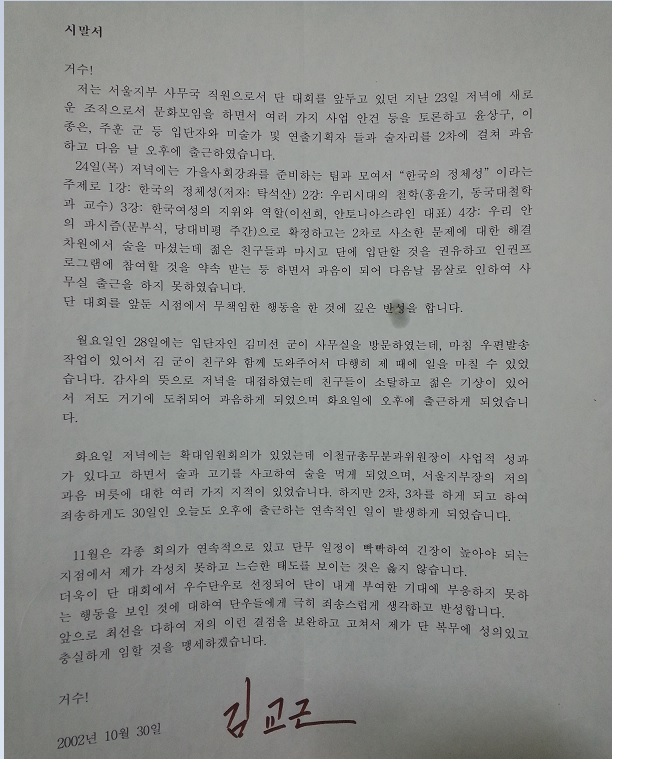 시말서
거수!
저는 서울지부 사무국 직원으로서 단 대회를 앞두고 있던 지난 23일 저녁에 새로
운 조직으로서 문화모임을 하면서 여러 가지 사업 안건 등을 토론하고 윤상구, 이
종은, 주훈 군 등 입단자와 미술가 및 연출기획자 들과 술자리를 2차에 걸쳐 과음
하고 다음 날 오후에 출근하였습니다.
24일(목) 저녁에는 가을사회강좌를 준비하는 팀과 모여서 “한국의 정체성” 이라는
주제로 1강: 한국의 정체성(저자: 탁석산) 2강: 우리시대의 철학(홍윤기, 동국대철학
과 교수) 3강: 한국여성의 지위와 역할(이선희, 안토니아스라인 대표) 4강: 우리 안
의 파시즘(문부식, 당대비평 주간)으로 확정하고는 2차로 사소한 문제에 대한 해결
차원에서 술을 마셨는데 젊은 친구들과 마시고 단에 입단할 것을 권유하고 인권프
로그램에 참여할 것을 약속 받는 등 하면서 과음이 되어 다음날 몸살로 인하여 사
무실 출근을 하지 못하였습니다.
단 대회를 앞둔 시점에서 무책임한 행동을 한 것에 깊은 반성을 합니다.
월요일인 28일에는 입단자인 김미선 군이 사무실을 방문하였는데, 마침 우편발송
작업이 있어서 김 군이 친구와 함께 도와주어서 다행히 제 때에 일을 마칠 수 있었
습니다. 감사의 뜻으로 저녁을 대접하였는데 친구들이 소탈하고 젊은 기상이 있어
서 저도 거기에 도취되어 과음하게 되었으며 화요일에 오후에 출근하게 되었습니
다.
화요일 저녁에는 확대임원회의가 있었는데 이철규총무분과위원장이 사업적 성과
가 있다고 하면서 술과 고기를 사고하여 술을 먹게 되었으며, 서울지부장의 저의
과음 버릇에 대한 여러 가지 지적이 있었습니다. 하지만 2차, 3차를 하게 되고 하여
죄송하게도 30일인 오늘도 오후에 출근하는 연속적인 일이 발생하게 되었습니다.
11월은 각종 회의가 연속적으로 있고 단무 일정이 빡빡하여 긴장이 높아야 되는
지점에서 제가 각성치 못하고 느슨한 태도를 보이는 것은 옳지 않습니다.
더욱이 단 대회에서 우수단우로 선정되어 단이 내게 부여한 기대에 부응하지 못하
는 행동을 보인 것에 대하여 단우들에게 극히 죄송스럽게 생각하고 반성합니다.
앞으로 최선을 다하여 저의 이런 결점을 보완하고 고쳐서 제가 단 복무에 성의있고
충실하게 임할 것을 맹세하겠습니다.
거수!
2002년 10월 30일
김교근